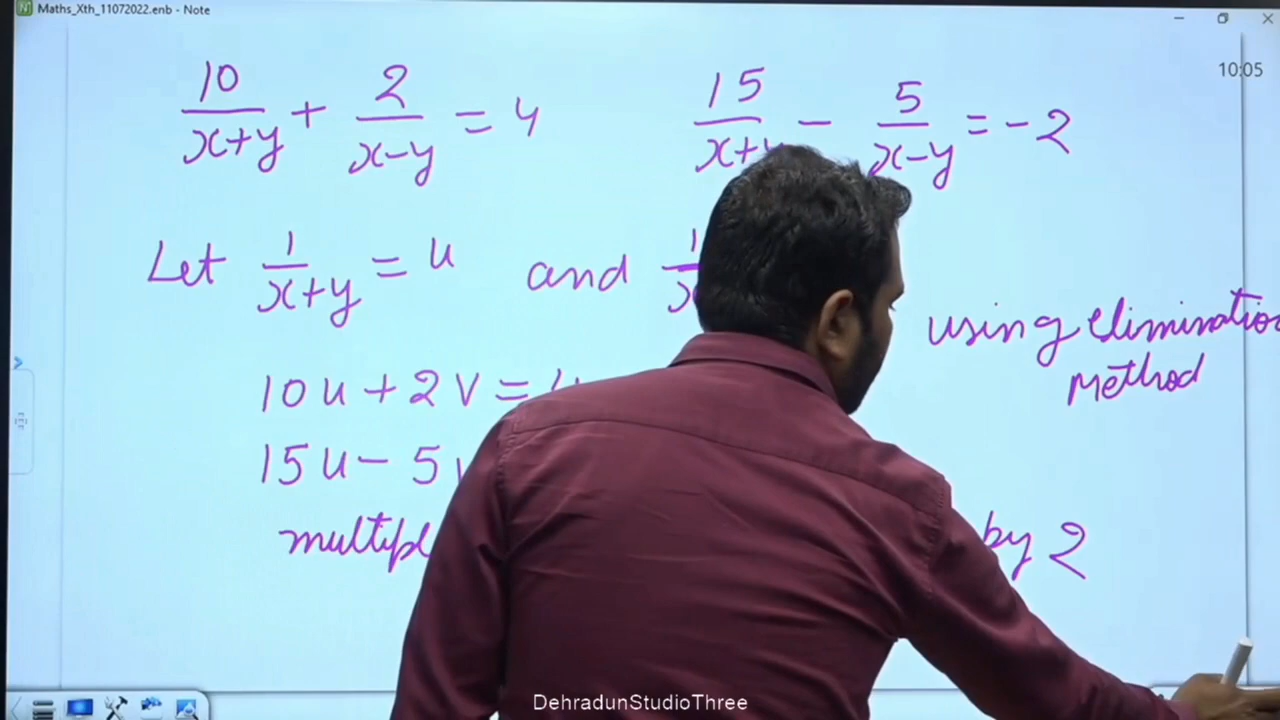 Maths_Xth_11072022.enb - Note
10:05
10/(x+y) + 2/(x-y) = 4
15/(x+y) - 5/(x-y) = -2
Let 1/(x+y) = u and 1
using elimination
method
10u + 2v =
15u - 5
by 2
DehradunStudioThree